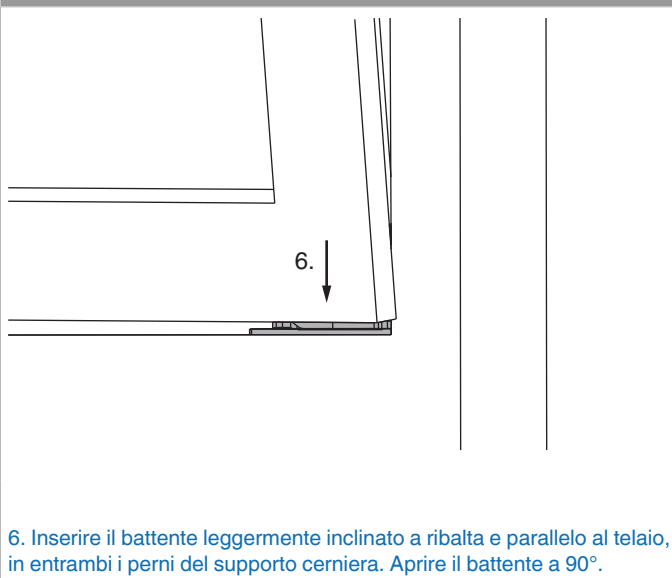 6.
6. Inserire il battente leggermente inclinato a ribalta e parallelo al telaio,
in entrambi i perni del supporto cerniera. Aprire il battente a 90°.